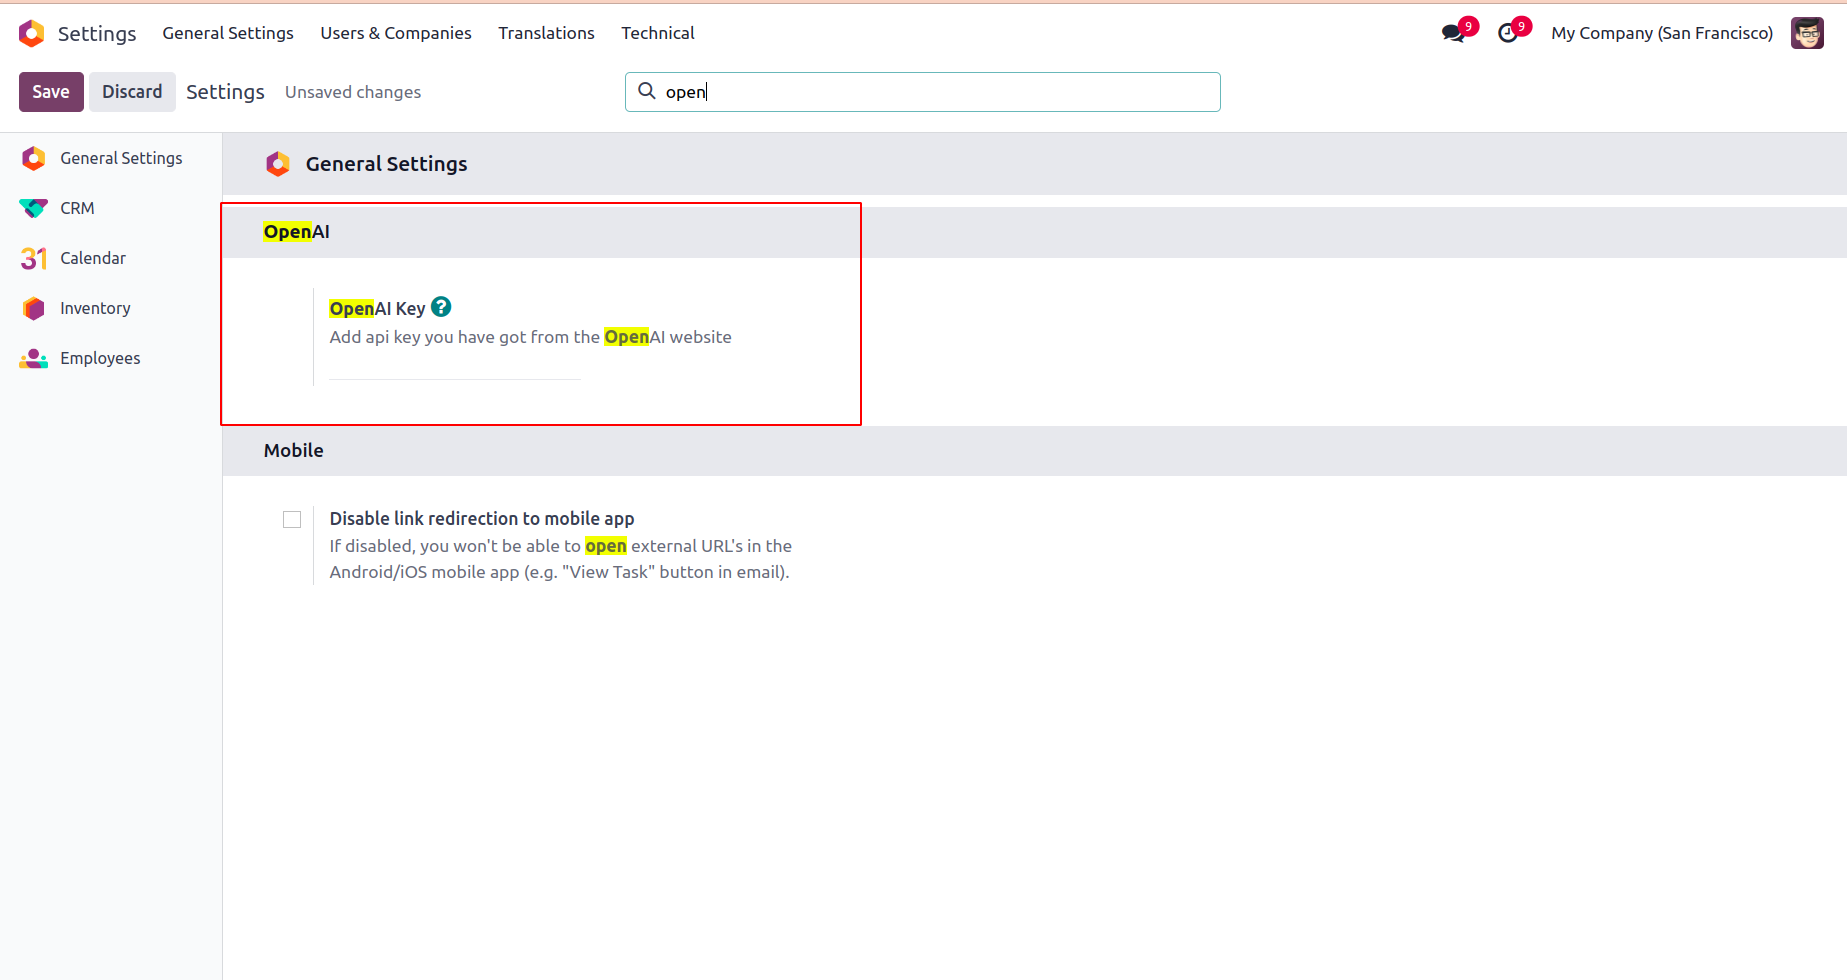 Settings General Settings Users & Companies Translations Technical 9 9 My Company (San Francisco)
Save Discard Settings Unsaved changes open
General Settings
CRM
31 Calendar
Inventory
Employees
General Settings
OpenAI
OpenAI Key ?
Add api key you have got from the OpenAI website
Mobile
Disable link redirection to mobile app
If disabled, you won't be able to open external URL's in the
Android/iOS mobile app (e.g. "View Task" button in email).